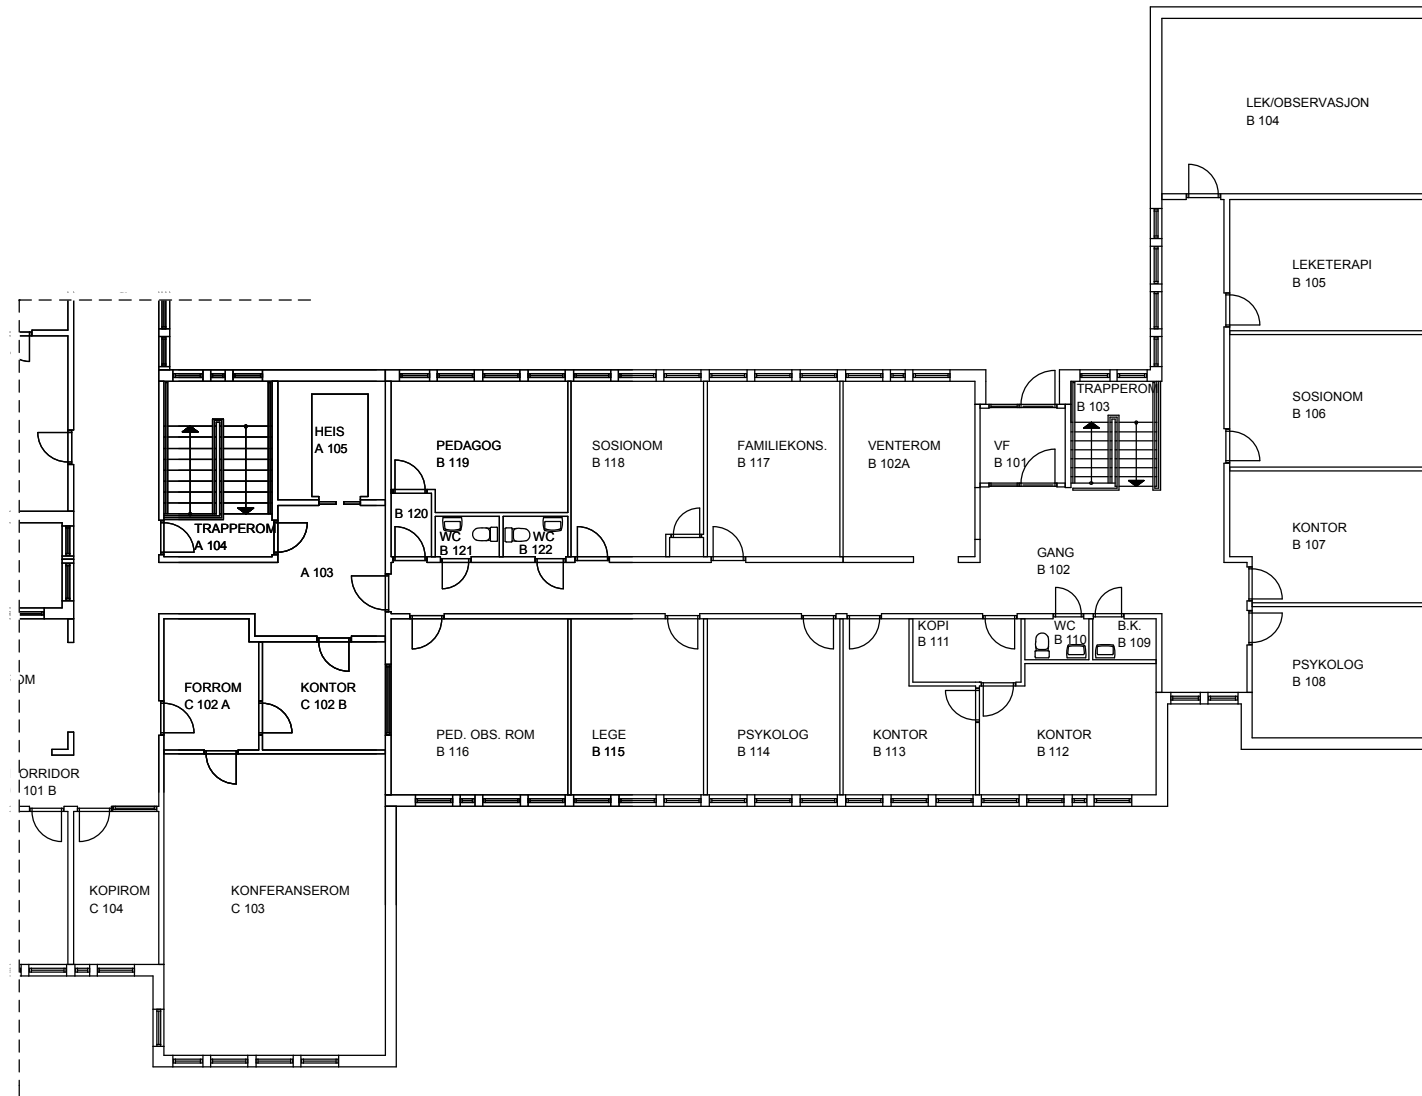 LEK/OBSERVASJON
B 104
LEKETERAPI
B 105
TRAPPEROM
B 103
SOSIONOM
B 106
HEIS
A 105
PEDAGOG
B 119
SOSIONOM
B 118
FAMILIEKONS.
B 117
VENTEROM
B 102A
VF
B 101
B 120
TRAPPEROM
A 104
WC
B 121
WC
B 122
KONTOR
B 107
GANG
B 102
A 103
KOPI
B 111
WC
B 110
B.K.
B 109
PSYKOLOG
B 108
OM
FORROM
C 102 A
KONTOR
C 102 B
PED. OBS. ROM
B 116
LEGE
B 115
PSYKOLOG
B 114
KONTOR
B 113
KONTOR
B 112
ORRIDOR
101 B
KOPIROM
C 104
KONFERANSEROM
C 103